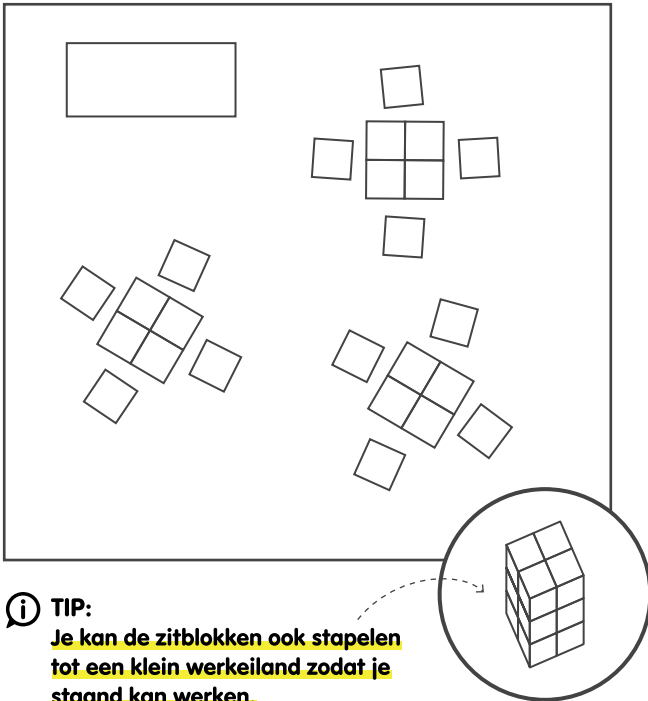 TIP:
Je kan de zitblokken ook stapelen
tot een klein werkeiland zodat je
staand kan werken.